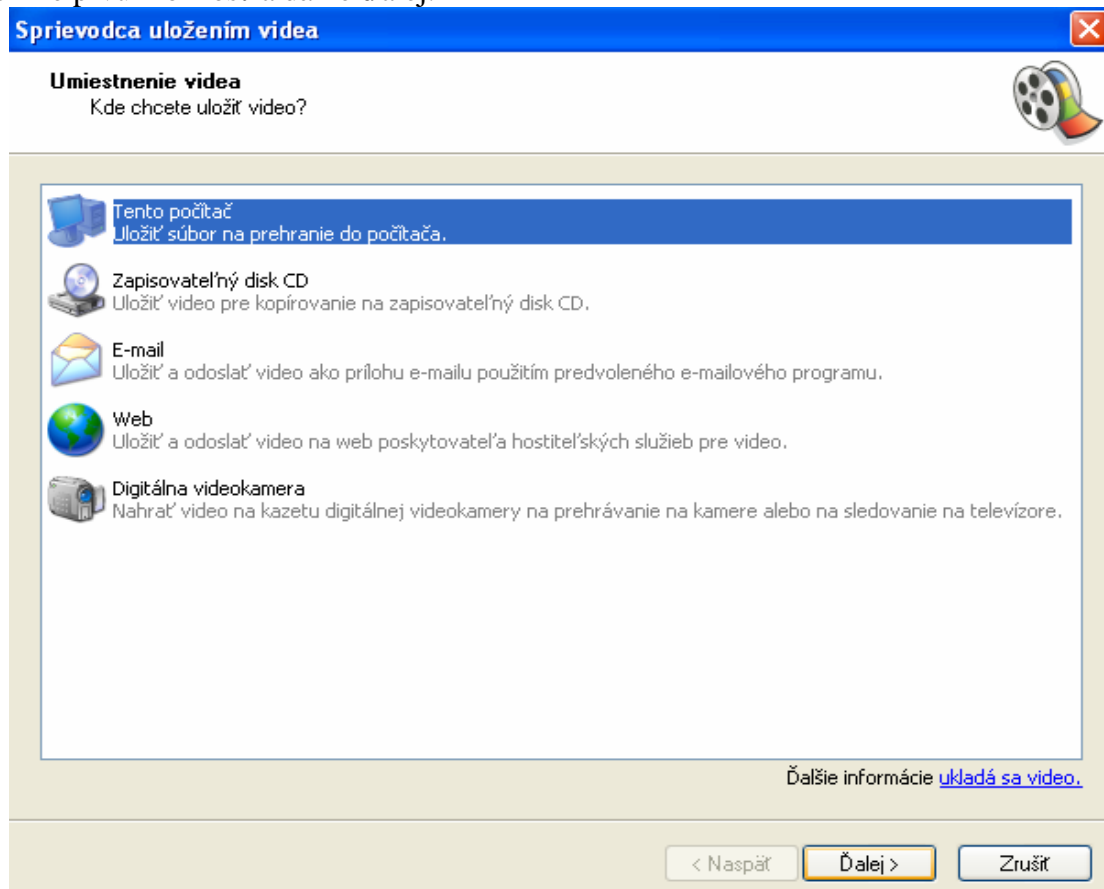 Sprievodca uložením videa
Umiestnenie videa
Kde chcete uložiť video?
Tento počítač
Uložiť súbor na prehranie do počítača.
Zapisovateľný disk CD
Uložiť video pre kopírovanie na zapisovateľný disk CD.
E-mail
Uložiť a odoslať video ako prílohu e-mailu použitím predvoleného e-mailového programu.
Web
Uložiť a odoslať video na web poskytovateľa hostiteľských služieb pre video.
Digitálna videokamera
Nahrať video na kazetu digitálnej videokamery na prehrávanie na kamere alebo na sledovanie na televízore.
Ďalšie informácie ukladá sa video.
< Naspäť Ďalej > Zrušiť